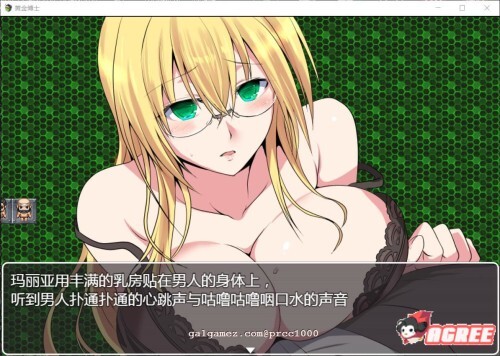 黄金骑士
玛丽亚用丰满的乳房贴在男人的身体上，
听到男人扑通扑通的心跳声与咕噜咕噜咽口水的声音
galgamez.com@prcc1000
AGREE